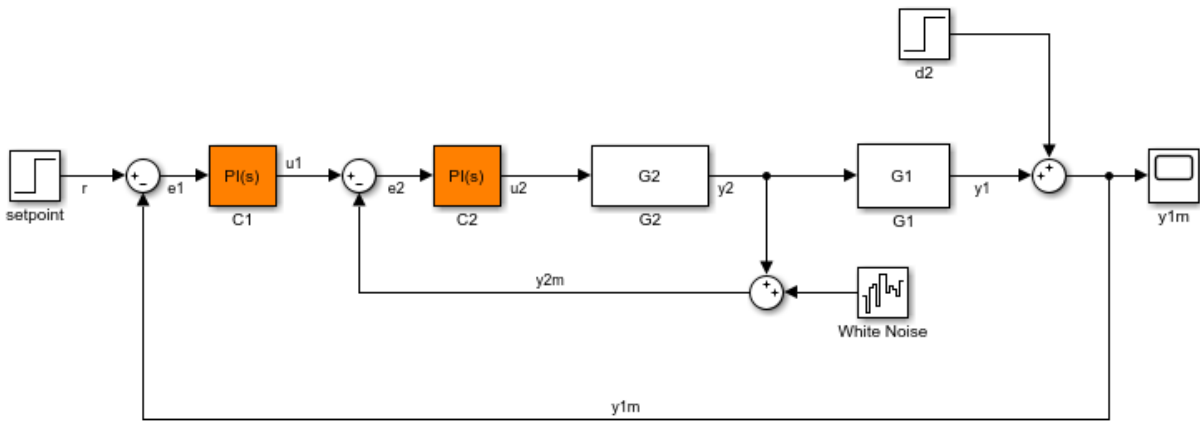 d2
setpoint
r
e1
PI(s)
C1
u1
e2
PI(s)
C2
u2
G2
G2
y2
G1
G1
y1
y1m
y2m
White Noise
y1m